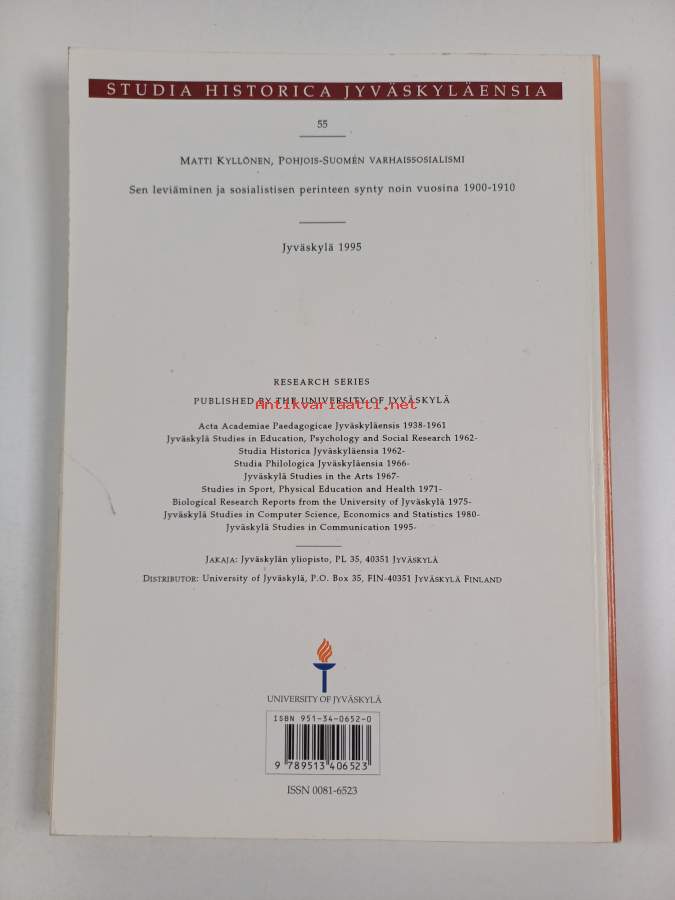 STUDIA HISTORICA JYVÄSKYLÄENSIA
55
MATTI KYLLÖNEN, POHJOIS-SUOMEN VARHAISSOSIALISMI
Sen leviäminen ja sosialistisen perinteen synty noin vuosina 1900-1910
Jyväskylä 1995
RESEARCH SERIES
PUBLISHED BY THE UNIVERSITY OF JYVÄSKYLÄ
Antikvariaatti.net
Acta Academiae Paedagogicae Jyväskyläensis 1938-1961
Jyväskylä Studies in Education, Psychology and Social Research 1962-
Studia Historica Jyväskyläensia 1962-
Studia Philologica Jyväskyläensia 1966-
Jyväskylä Studies in the Arts 1967-
Studies in Sport, Physical Education and Health 1971-
Biological Research Reports from the University of Jyväskylä 1975-
Jyväskylä Studies in Computer Science, Economics and Statistics 1980-
Jyväskylä Studies in Communication 1995-
JAKAJA: Jyväskylän yliopisto, PL 35, 40351 JYVÄSKYLÄ
DISTRIBUTOR: University of Jyväskylä, P.O. Box 35, FIN-40351 JYVÄSKYLÄ FINLAND
UNIVERSITY OF JYVÄSKYLÄ
ISBN 951-34-0652-0
9 789513 406523
ISSN 0081-6523